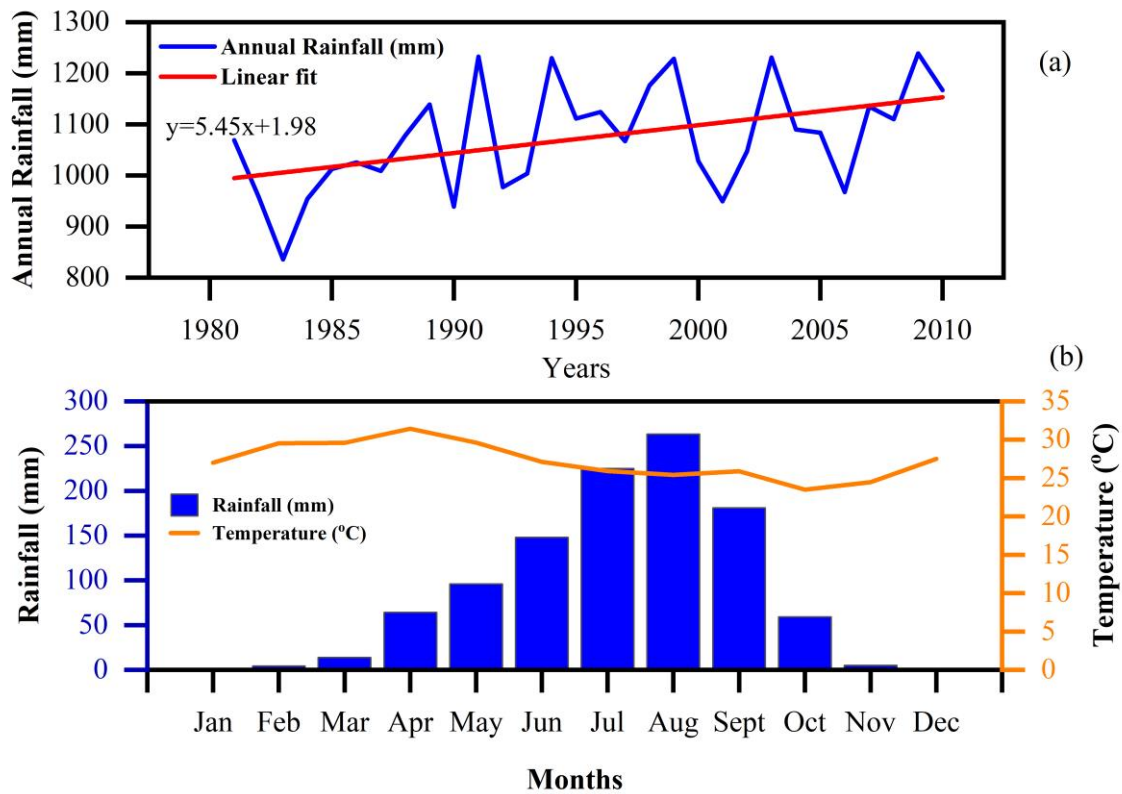 Annual Rainfall (mm)
1300
1200
1100
1000
900
800
Annual Rainfall (mm)
Linear fit
y=5.45x+1.98
(a)
1980 1985 1990 1995 2000 2005 2010
Years
(b)
Rainfall (mm)
300
250
200
150
100
50
0
Rainfall (mm)
Temperature (ºC)
35
30
25
20
15
10
5
0
Temperature (ºC)
Jan Feb Mar Apr May Jun Jul Aug Sept Oct Nov Dec
Months